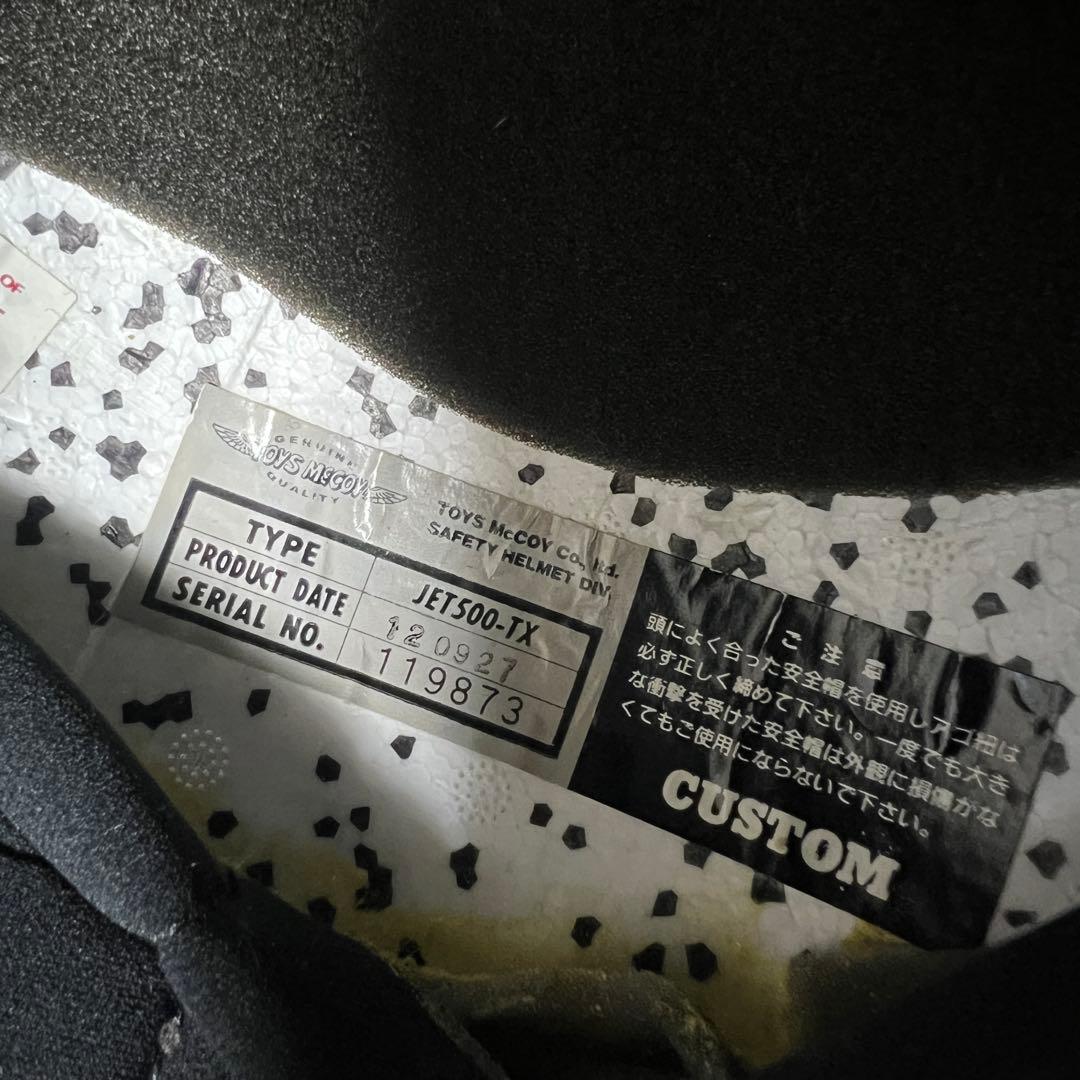 OF
GENUINE
TOYS McCOY
QUALITY
TOYS McCOY Co., Ltd.
SAFETY HELMET DIV.
TYPE JET500-TX
PRODUCT DATE 120927
SERIAL NO. 119873
ご注意
頭によく合った安全帽を使用しアゴ紐は
必ず正しく締めて下さい。一度でも大き
な衝撃を受けた安全帽は外観に損傷がな
くてもご使用にならないで下さい。
CUSTOM